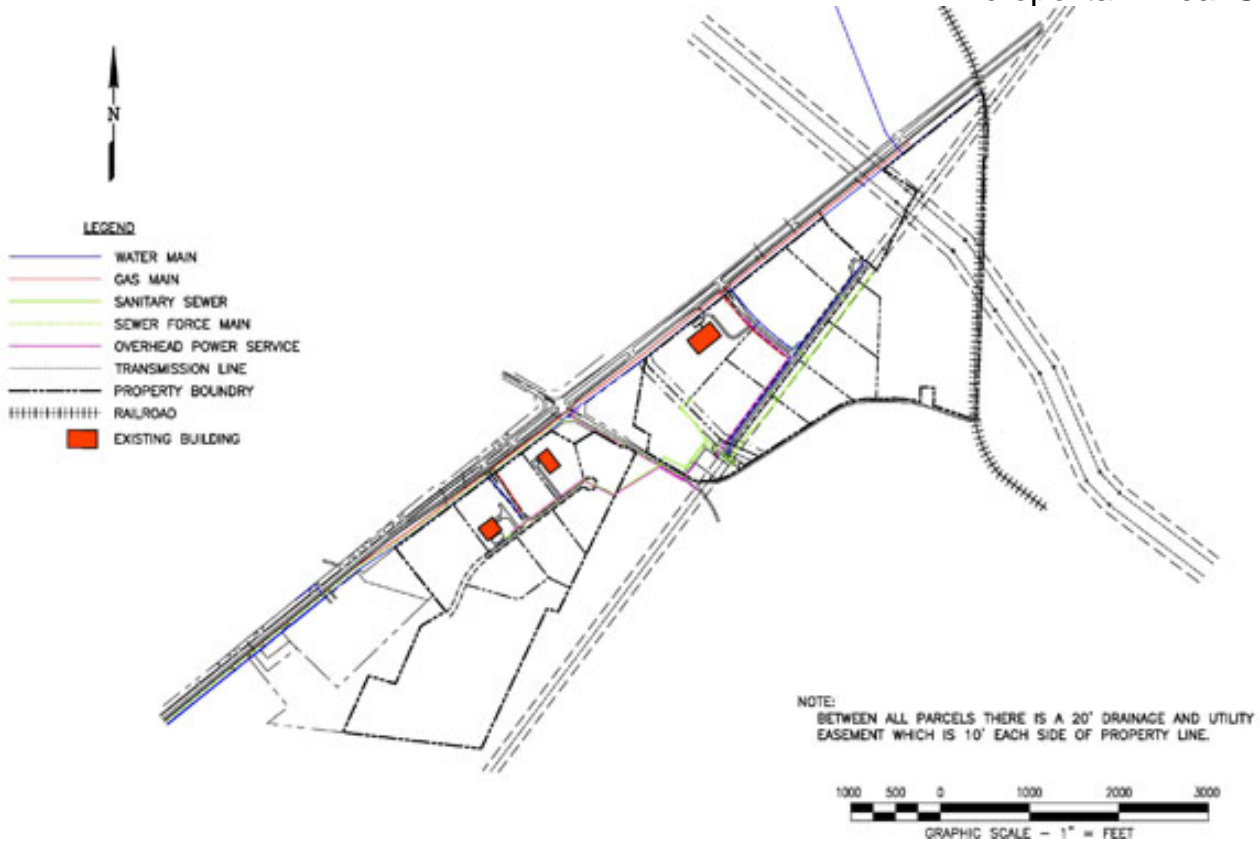 N
LEGEND
WATER MAIN
GAS MAIN
SANITARY SEWER
SEWER FORCE MAIN
OVERHEAD POWER SERVICE
TRANSMISSION LINE
PROPERTY BOUNDRY
RAILROAD
EXISTING BUILDING
NOTE:
BETWEEN ALL PARCELS THERE IS A 20' DRAINAGE AND UTILITY
EASEMENT WHICH IS 10' EACH SIDE OF PROPERTY LINE.
1000 500 0 1000 2000 3000
GRAPHIC SCALE - 1" = FEET